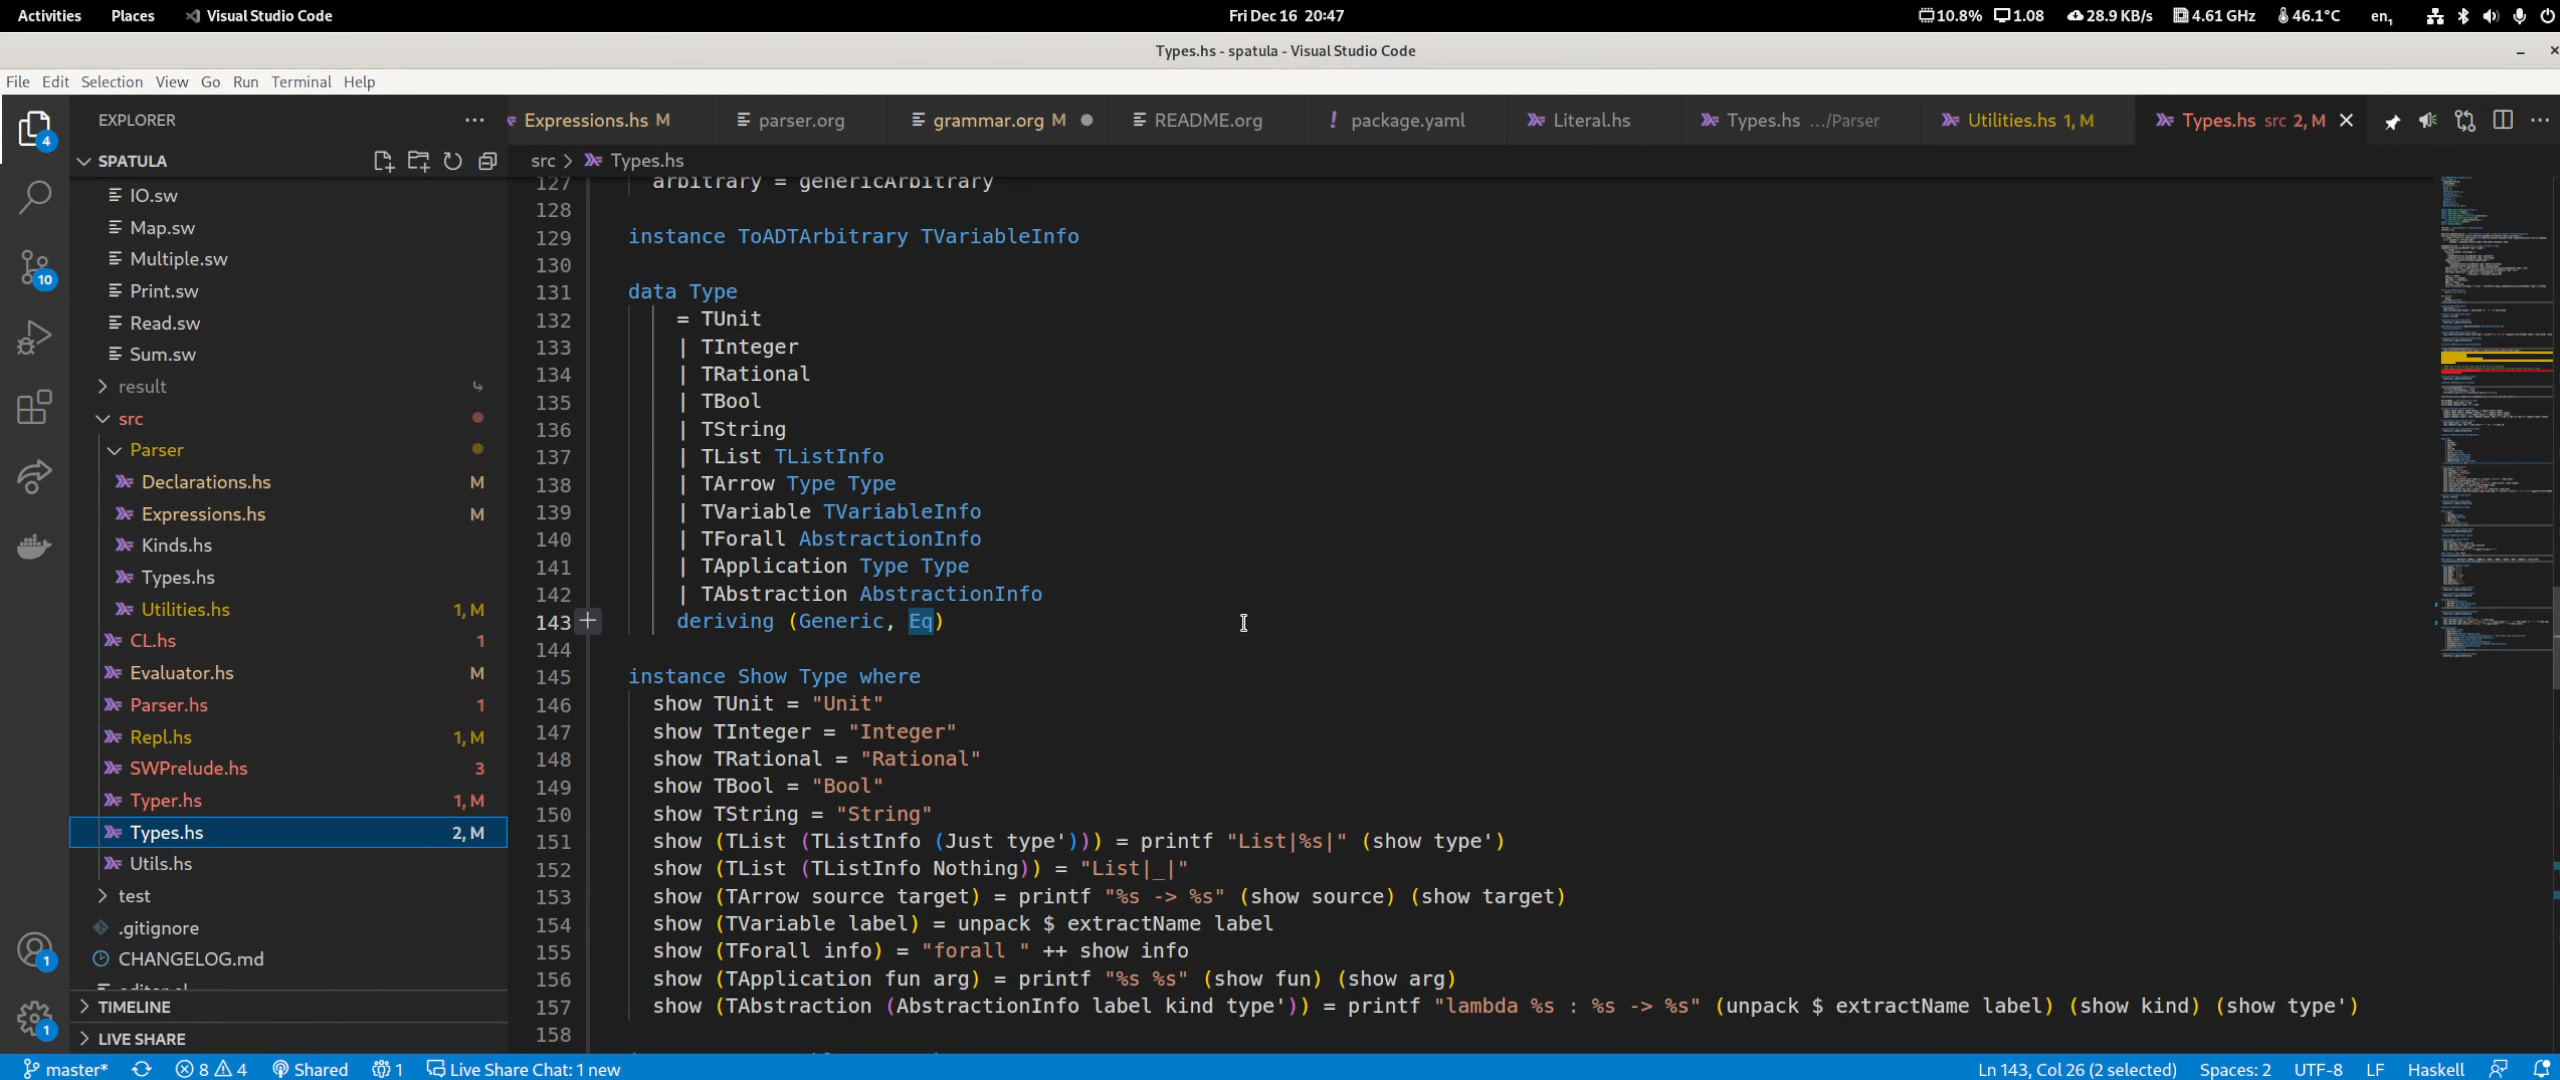 Activities Places Visual Studio Code Fri Dec 16 20:47 10.8% 1.08 28.9 KB/s 4.61 GHz 46.1°C en₁
Types.hs - spatula - Visual Studio Code
File Edit Selection View Go Run Terminal Help
EXPLORER
SPATULA
IO.sw
Map.sw
Multiple.sw
Print.sw
Read.sw
Sum.sw
result
src
Parser
Declarations.hs M
Expressions.hs M
Kinds.hs
Types.hs
Utilities.hs 1, M
CL.hs 1
Evaluator.hs M
Parser.hs 1
Repl.hs 1, M
SWPrelude.hs 3
Typer.hs 1, M
Types.hs 2, M
Utils.hs
test
.gitignore
CHANGELOG.md
TIMELINE
LIVE SHARE
4
10
1
1
Expressions.hs M parser.org grammar.org M README.org ! package.yaml Literal.hs Types.hs .../Parser Utilities.hs 1, M Types.hs src 2, M
src > Types.hs
127 arbitrary = genericArbitrary
128
129 instance ToADTArbitrary TVariableInfo
130
131 data Type
132 = TUnit
133 | TInteger
134 | TRational
135 | TBool
136 | TString
137 | TList TListInfo
138 | TArrow Type Type
139 | TVariable TVariableInfo
140 | TForall AbstractionInfo
141 | TApplication Type Type
142 | TAbstraction AbstractionInfo
143 deriving (Generic, Eq)
144
145 instance Show Type where
146 show TUnit = "Unit"
147 show TInteger = "Integer"
148 show TRational = "Rational"
149 show TBool = "Bool"
150 show TString = "String"
151 show (TList (TListInfo (Just type'))) = printf "List|%s|" (show type')
152 show (TList (TListInfo Nothing)) = "List|_|"
153 show (TArrow source target) = printf "%s -> %s" (show source) (show target)
154 show (TVariable label) = unpack $ extractName label
155 show (TForall info) = "forall " ++ show info
156 show (TApplication fun arg) = printf "%s %s" (show fun) (show arg)
157 show (TAbstraction (AbstractionInfo label kind type')) = printf "lambda %s : %s -> %s" (unpack $ extractName label) (show kind) (show type')
158
master* 8 4 Shared 1 Live Share Chat: 1 new Ln 143, Col 26 (2 selected) Spaces: 2 UTF-8 LF Haskell